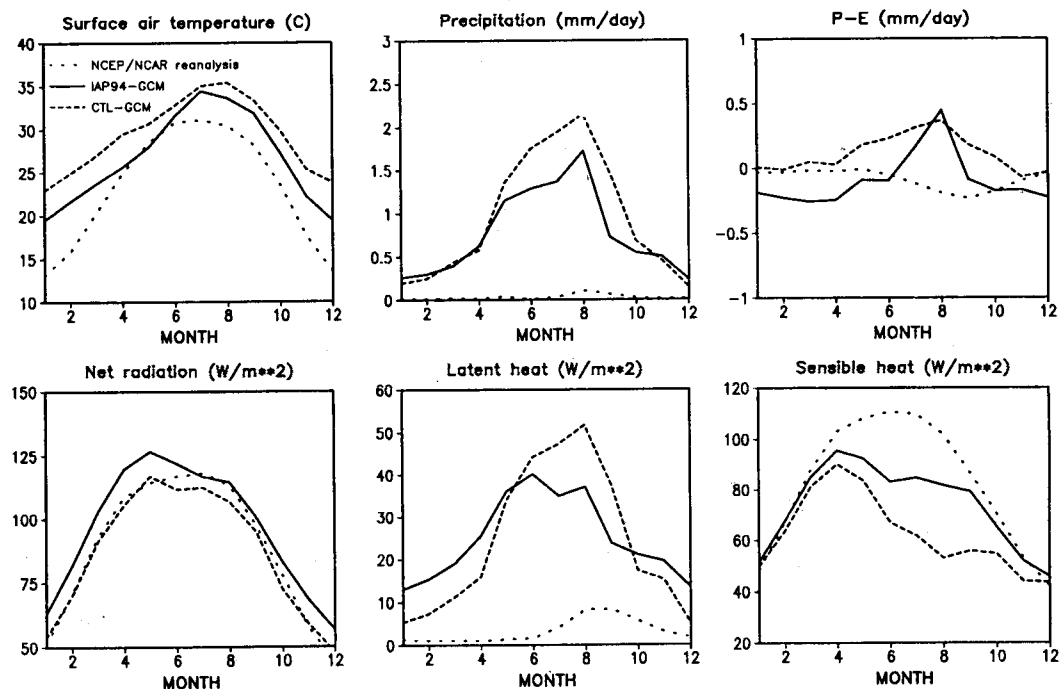 Surface air temperature (C)
40
35
30
25
20
15
10
NCEP/NCAR reanalysis
IAP94-GCM
CTL-GCM
2 4 6 8 10 12
MONTH
Precipitation (mm/day)
3
2.5
2
1.5
1
0.5
0
2 4 6 8 10 12
MONTH
P-E (mm/day)
1
0.5
0
-0.5
-1
2 4 6 8 10 12
MONTH
Net radiation (W/m**2)
150
125
100
75
50
2 4 6 8 10 12
MONTH
Latent heat (W/m**2)
60
50
40
30
20
10
0
2 4 6 8 10 12
MONTH
Sensible heat (W/m**2)
120
100
80
60
40
20
2 4 6 8 10 12
MONTH